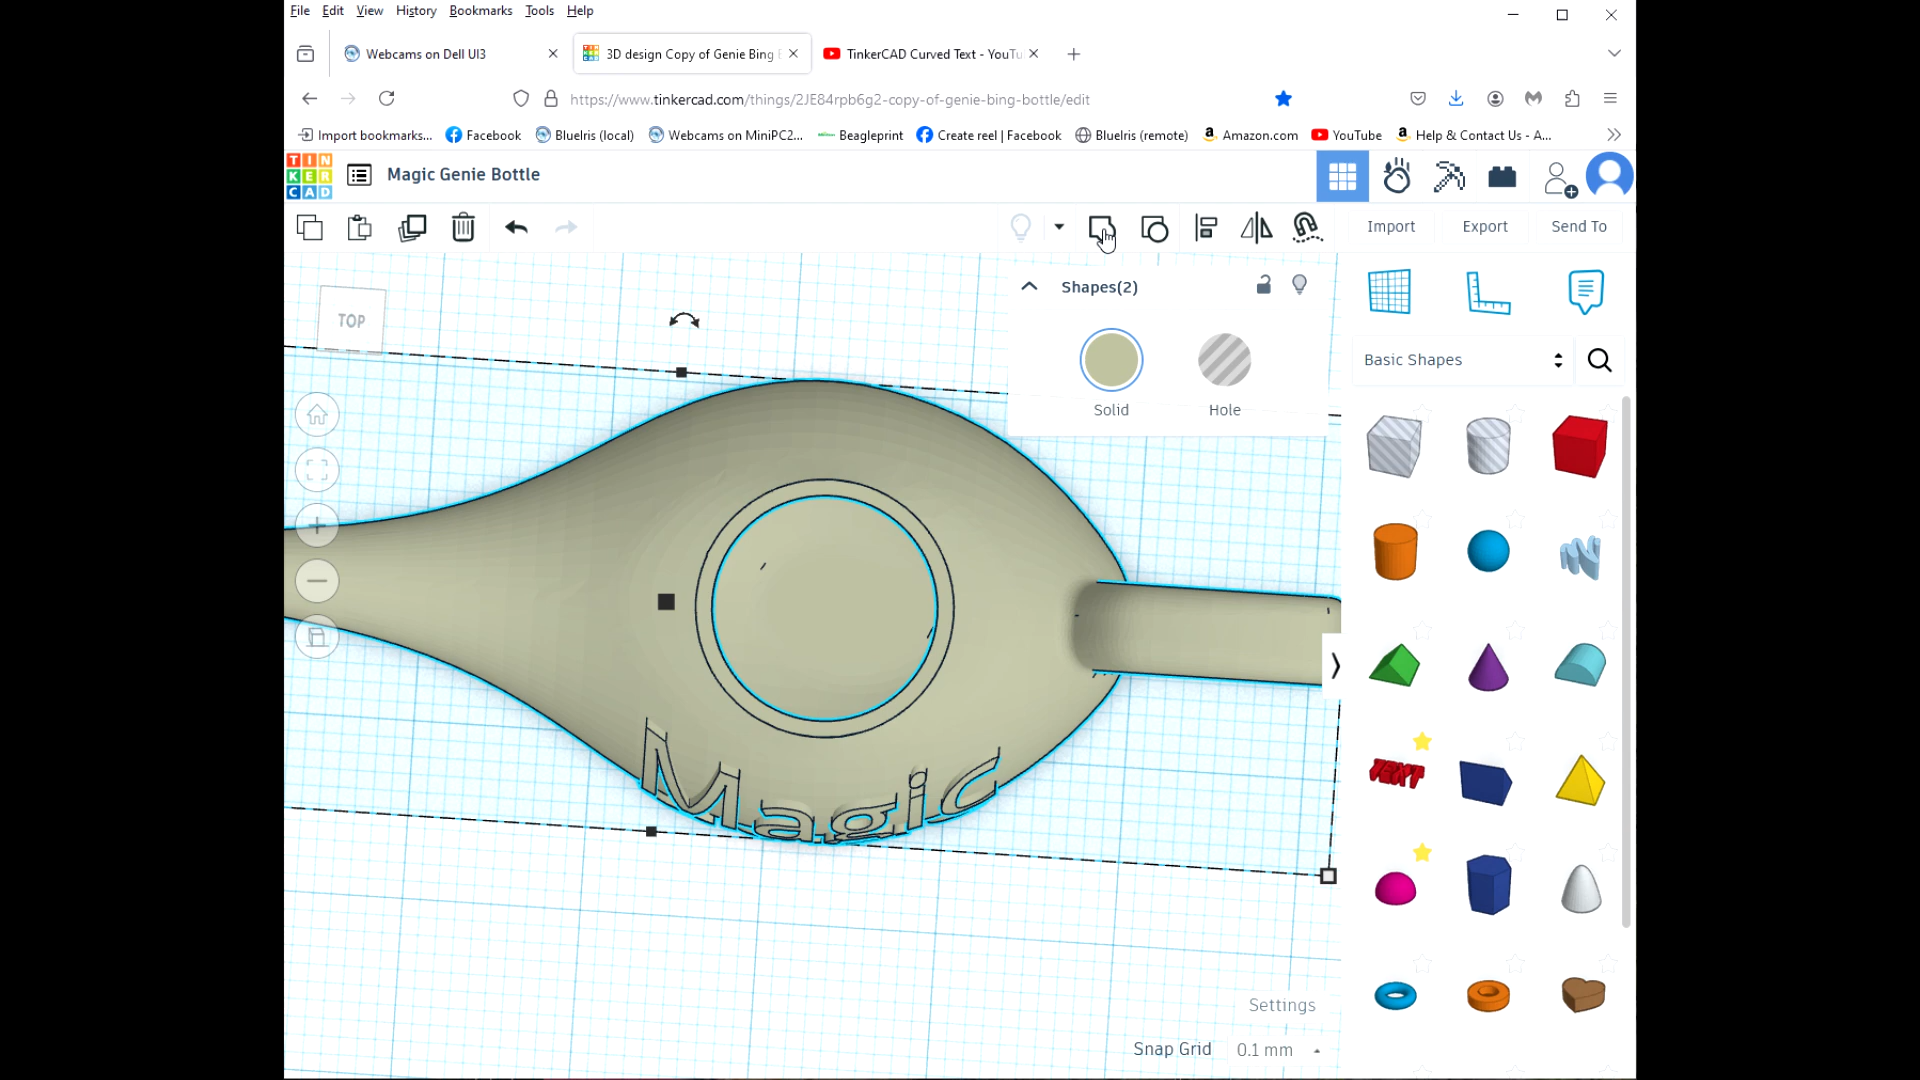 File Edit View History Bookmarks Tools Help
Webcams on Dell UI3
3D design Copy of Genie Bing
TinkerCAD Curved Text - YouTu
https://www.tinkercad.com/things/2JE84rpb6g2-copy-of-genie-bing-bottle/edit
Import bookmarks... Facebook BlueIris (local) Webcams on MiniPC2... Beagleprint Create reel | Facebook BlueIris (remote) Amazon.com YouTube Help & Contact Us - A...
TIN
KER
CAD
Magic Genie Bottle
Import Export Send To
Shapes(2)
TOP
Solid Hole
Basic Shapes
TEXT
Magic
Settings
Snap Grid 0.1 mm